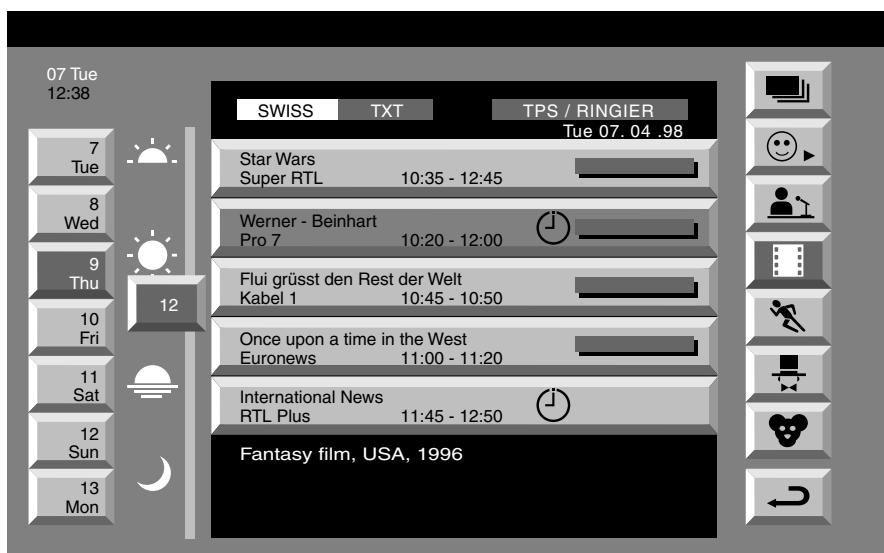 07 Tue
12:38
SWISS TXT TPS / RINGIER
Tue 07. 04 .98
7
Tue
8
Wed
9
Thu
10
Fri
11
Sat
12
Sun
13
Mon
12
Star Wars
Super RTL 10:35 - 12:45
Werner - Beinhart
Pro 7 10:20 - 12:00
Flui grüsst den Rest der Welt
Kabel 1 10:45 - 10:50
Once upon a time in the West
Euronews 11:00 - 11:20
International News
RTL Plus 11:45 - 12:50
Fantasy film, USA, 1996